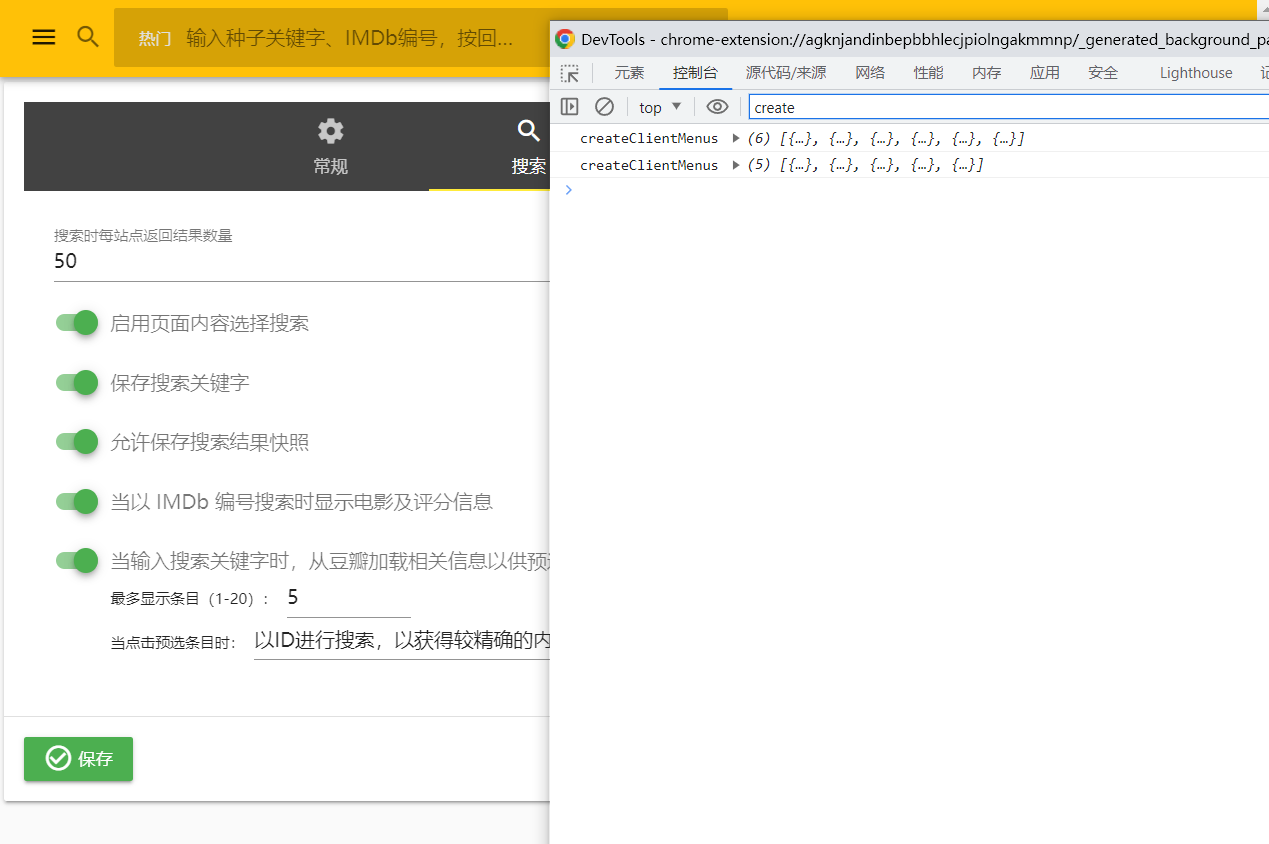 热门 输入种子关键字、IMDb编号，按回...
常规
搜索
搜索时每站点返回结果数量
50
启用页面内容选择搜索
保存搜索关键字
允许保存搜索结果快照
当以 IMDb 编号搜索时显示电影及评分信息
当输入搜索关键字时，从豆瓣加载相关信息以供预
最多显示条目（1-20）： 5
当点击预选条目时： 以ID进行搜索，以获得较精确的内
保存
DevTools - chrome-extension://agknjandinbepbbhlecjpiolngakmmnp/_generated_background_pa
元素 控制台 源代码/来源 网络 性能 内存 应用 安全 Lighthouse
top create
createClientMenus ▶ (6) [{…}, {…}, {…}, {…}, {…}, {…}]
createClientMenus ▶ (5) [{…}, {…}, {…}, {…}, {…}]